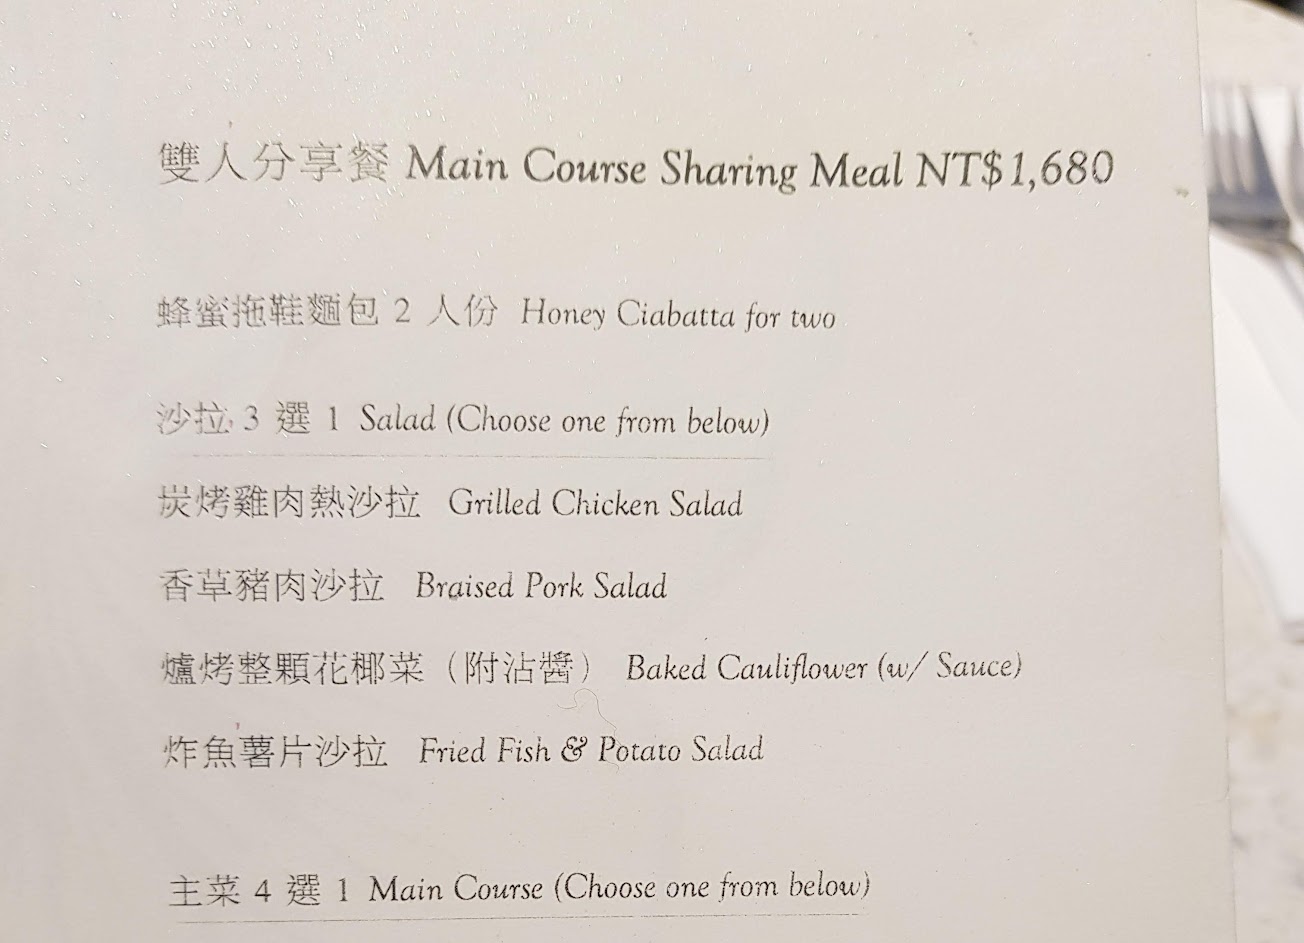 雙人分享餐 Main Course Sharing Meal NT$1,680
蜂蜜拖鞋麵包 2 人份 Honey Ciabatta for two
沙拉 3 選 1 Salad (Choose one from below)
炭烤雞肉熱沙拉 Grilled Chicken Salad
香草豬肉沙拉 Braised Pork Salad
爐烤整顆花椰菜（附沾醬） Baked Cauliflower (w/ Sauce)
炸魚薯片沙拉 Fried Fish & Potato Salad
主菜 4 選 1 Main Course (Choose one from below)